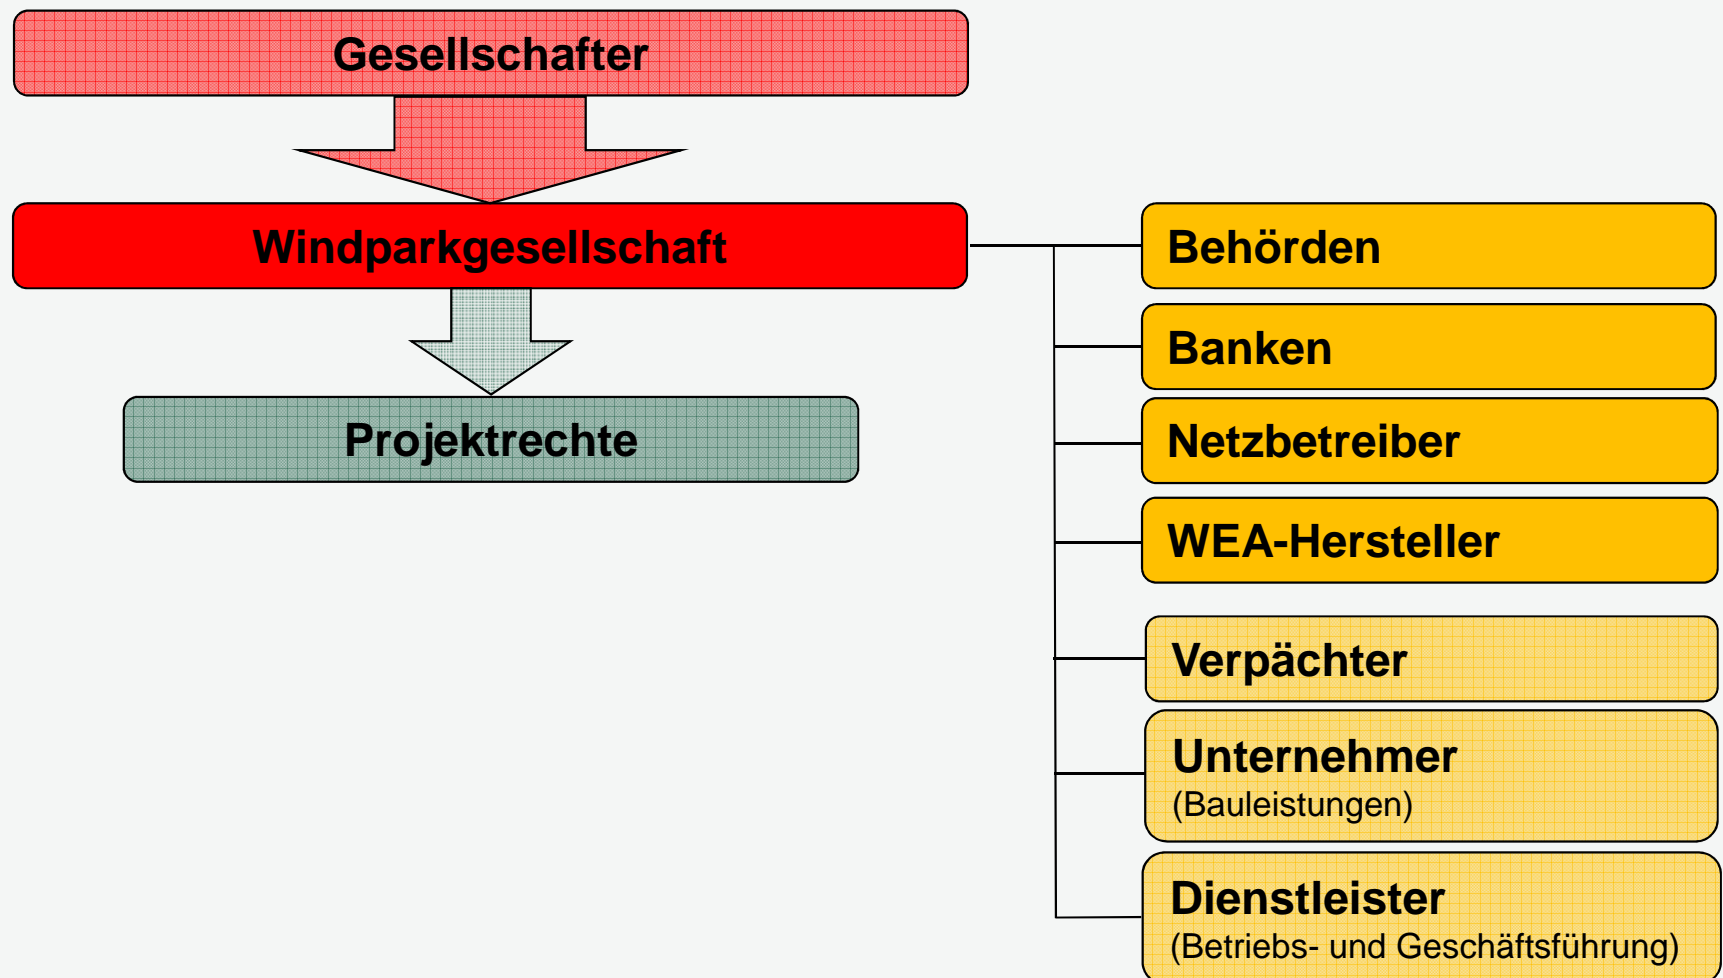 Gesellschafter
Windparkgesellschaft
Projektrechte
Behörden
Banken
Netzbetreiber
WEA-Hersteller
Verpächter
Unternehmer
(Bauleistungen)
Dienstleister
(Betriebs- und Geschäftsführung)